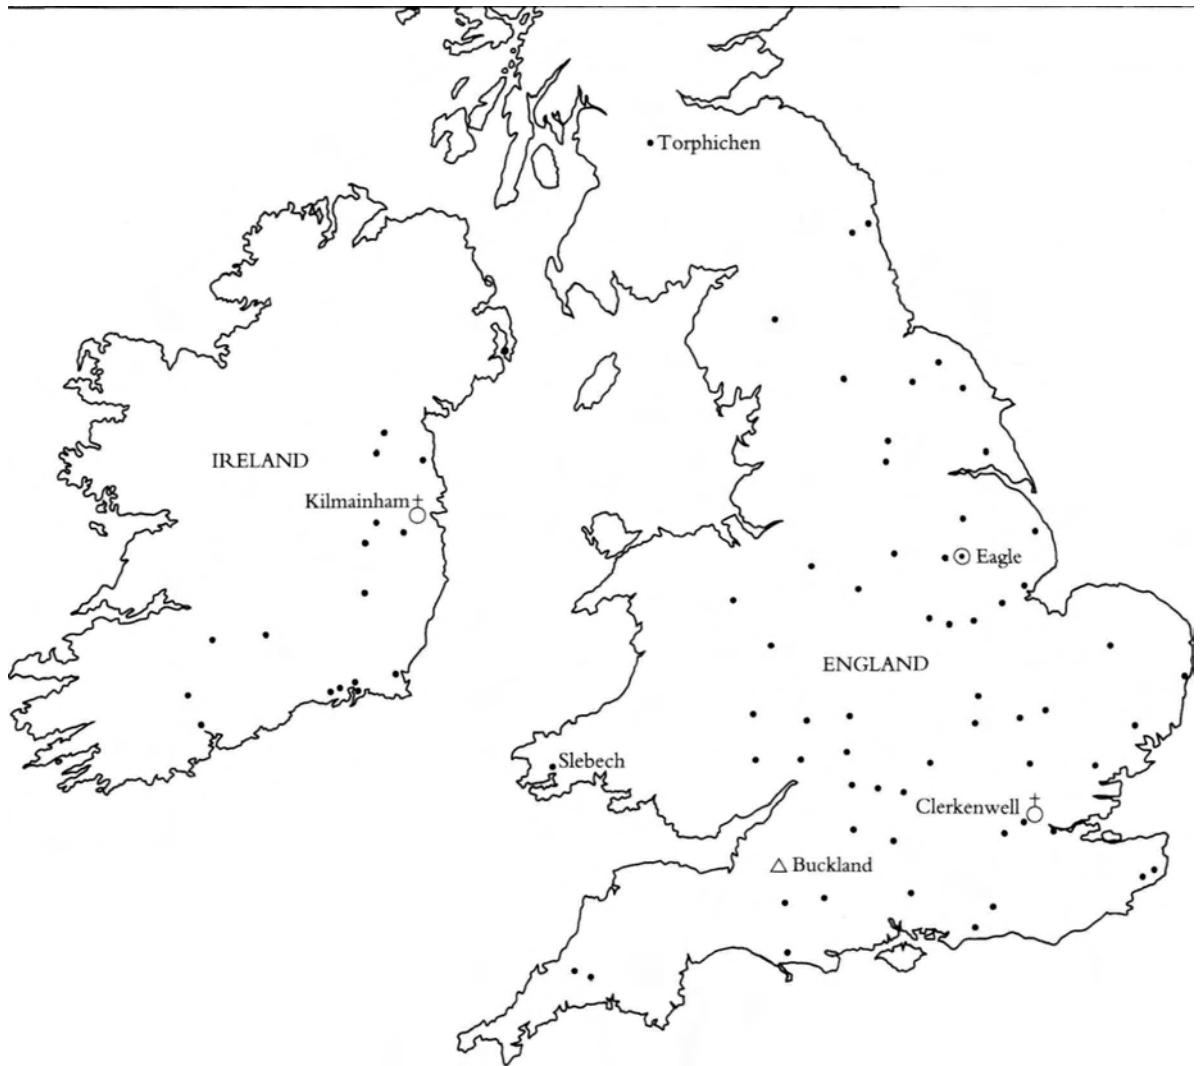 Torphichen
IRELAND
Kilmainham
Eagle
ENGLAND
Slebech
Clerkenwell
Buckland